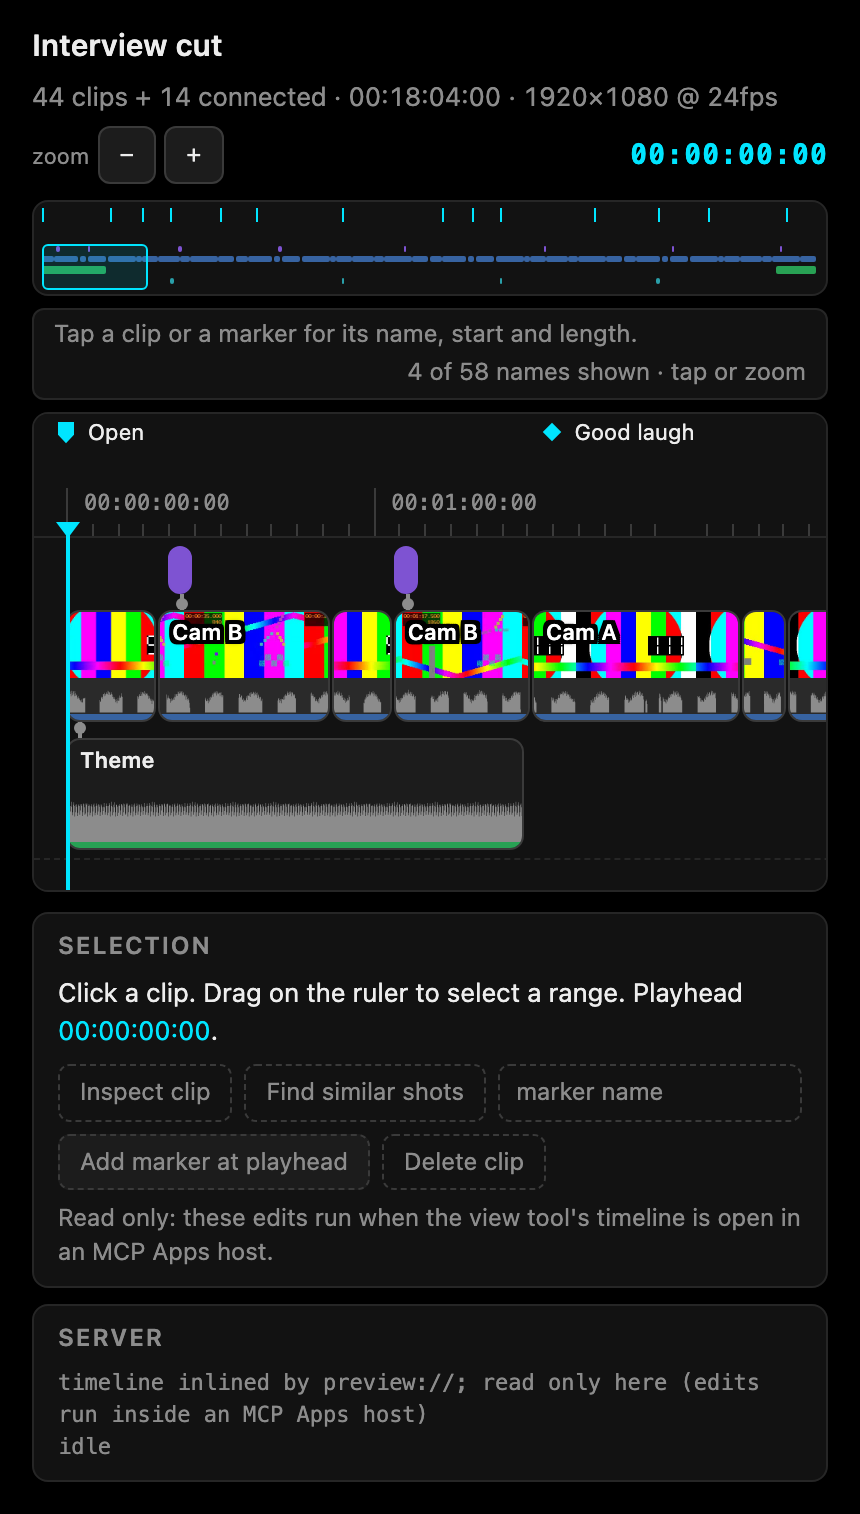 Interview cut
44 clips + 14 connected · 00:18:04:00 · 1920×1080 @ 24fps
zoom − + 00:00:00:00
Tap a clip or a marker for its name, start and length.
4 of 58 names shown · tap or zoom
Open Good laugh
00:00:00:00 00:01:00:00
Cam B Cam B Cam A
Theme
SELECTION
Click a clip. Drag on the ruler to select a range. Playhead
00:00:00:00.
Inspect clip Find similar shots marker name
Add marker at playhead Delete clip
Read only: these edits run when the view tool's timeline is open in
an MCP Apps host.
SERVER
timeline inlined by preview://; read only here (edits
run inside an MCP Apps host)
idle